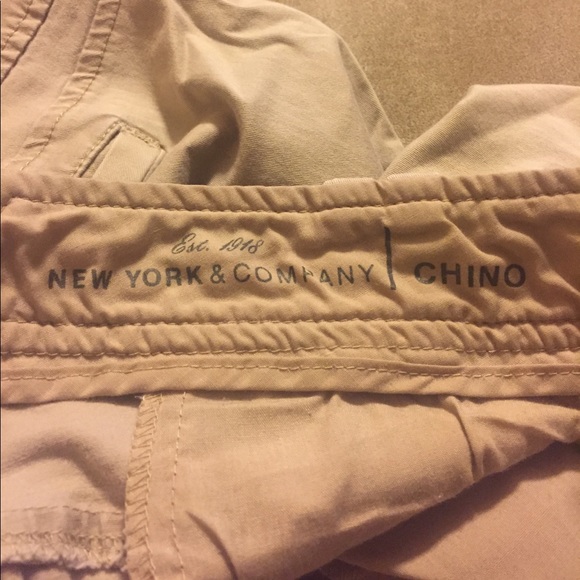 Est. 1918
NEW YORK & COMPANY | CHINO